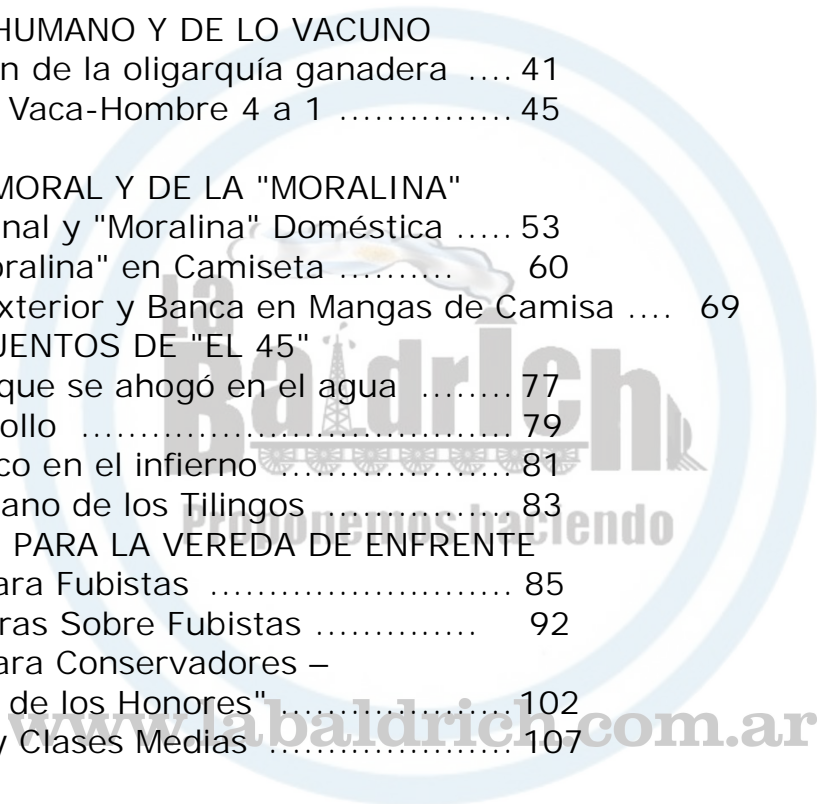 HUMANO Y DE LO VACUNO
n de la oligarquía ganadera .... 41
Vaca-Hombre 4 a 1 ............... 45
MORAL Y DE LA "MORALINA"
nal y "Moralina" Doméstica ..... 53
oralina" en Camiseta .......... 60
xterior y Banca en Mangas de Camisa .... 69
UENTOS DE "EL 45"
que se ahogó en el agua ........ 77
ollo ..................................... 79
co en el infierno .................... 81
ano de los Tilingos ................ 83
PARA LA VEREDA DE ENFRENTE
ara Fubistas .......................... 85
ras Sobre Fubistas .............. 92
ara Conservadores –
de los Honores" .................... 102
y Clases Medias ..................... 107
La
Baldrich
Proponemos haciendo
www.labaldrich.com.ar